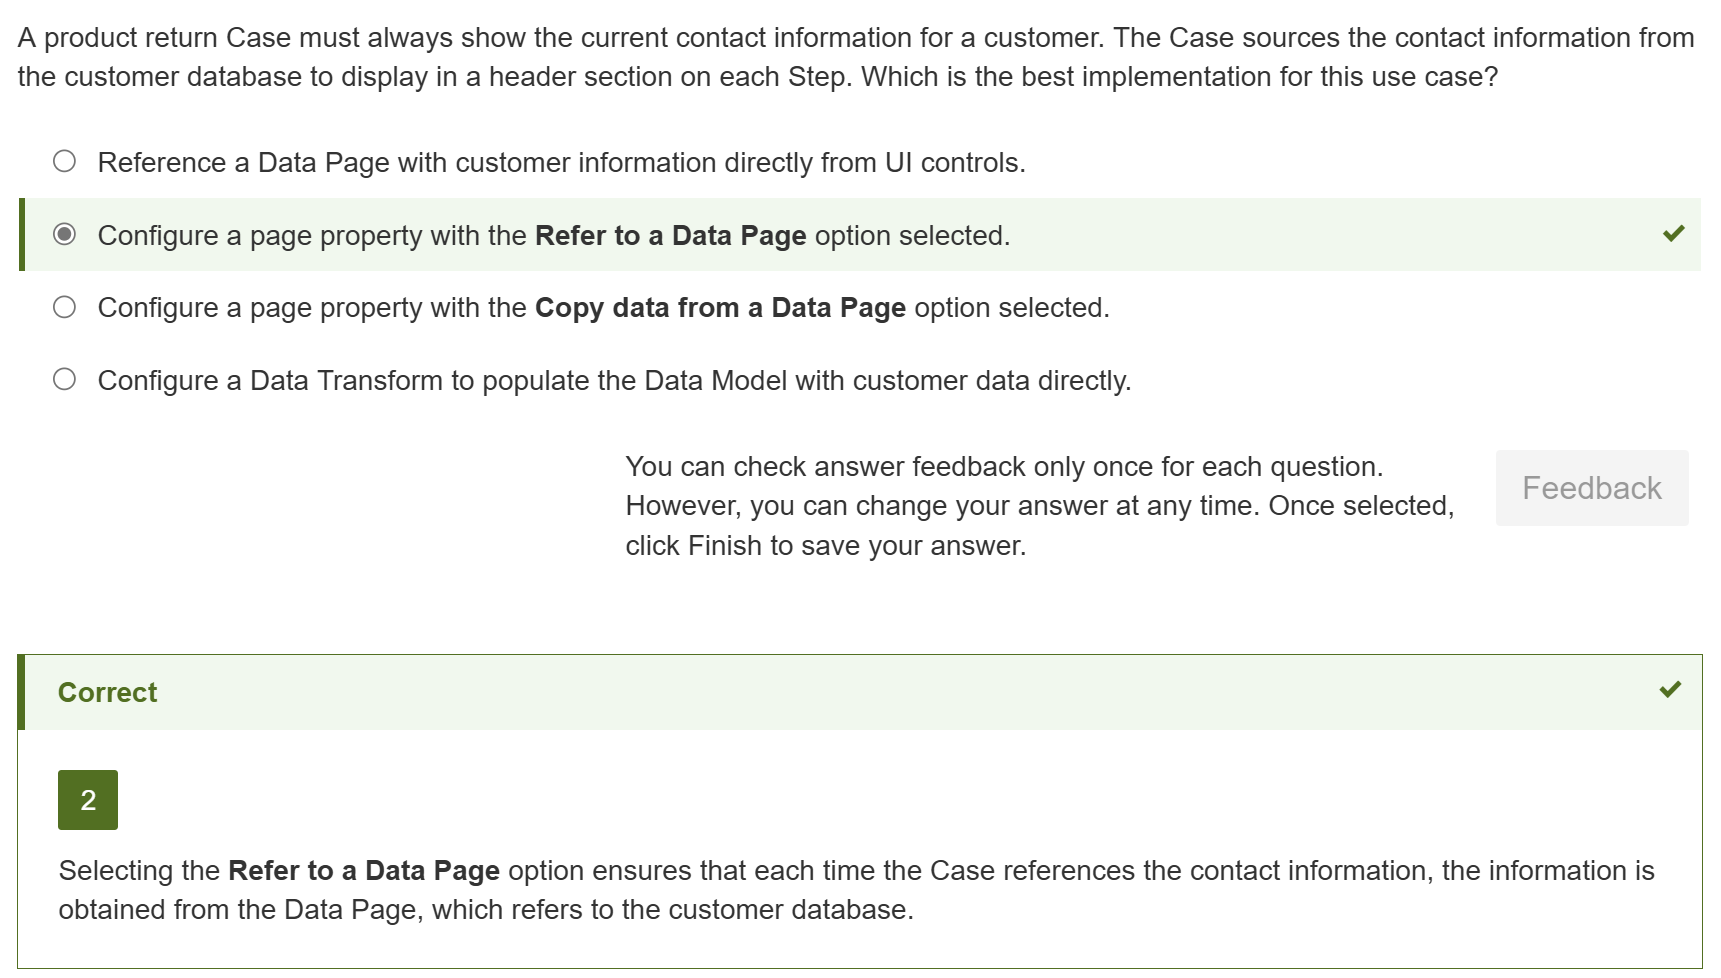 A product return Case must always show the current contact information for a customer. The Case sources the contact information from
the customer database to display in a header section on each Step. Which is the best implementation for this use case?
Reference a Data Page with customer information directly from UI controls.
Configure a page property with the Refer to a Data Page option selected.
Configure a page property with the Copy data from a Data Page option selected.
Configure a Data Transform to populate the Data Model with customer data directly.
You can check answer feedback only once for each question.
However, you can change your answer at any time. Once selected,
click Finish to save your answer.
Feedback
Correct
2
Selecting the Refer to a Data Page option ensures that each time the Case references the contact information, the information is
obtained from the Data Page, which refers to the customer database.